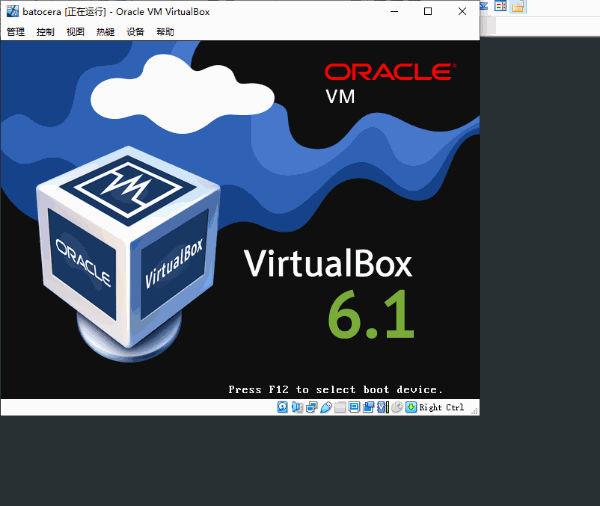 batocera [正在运行] - Oracle VM VirtualBox
管理 控制 视图 热键 设备 帮助
ORACLE®
VM
ORACLE
VirtualBox
VirtualBox
6.1
Press F12 to select boot device.
Right Ctrl